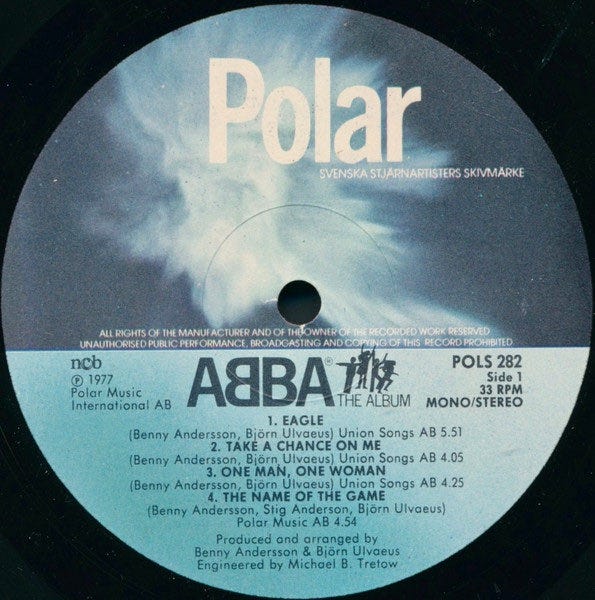 Polar
SVENSKA STJÄRNARTISTERS SKIVMÄRKE
ALL RIGHTS OF THE MANUFACTURER AND OF THE OWNER OF THE RECORDED WORK RESERVED
UNAUTHORISED PUBLIC PERFORMANCE, BROADCASTING AND COPYING OF THIS RECORD PROHIBITED
ncb
℗ 1977
Polar Music
International AB
ABBA®
THE ALBUM
POLS 282
Side 1
33 RPM
MONO/STEREO
1. EAGLE
(Benny Andersson, Björn Ulvaeus) Union Songs AB 5.51
2. TAKE A CHANCE ON ME
(Benny Andersson, Björn Ulvaeus) Union Songs AB 4.05
3. ONE MAN, ONE WOMAN
(Benny Andersson, Björn Ulvaeus) Union Songs AB 4.25
4. THE NAME OF THE GAME
(Benny Andersson, Stig Anderson, Björn Ulvaeus)
Polar Music AB 4.54
Produced and arranged by
Benny Andersson & Björn Ulvaeus
Engineered by Michael B. Tretow